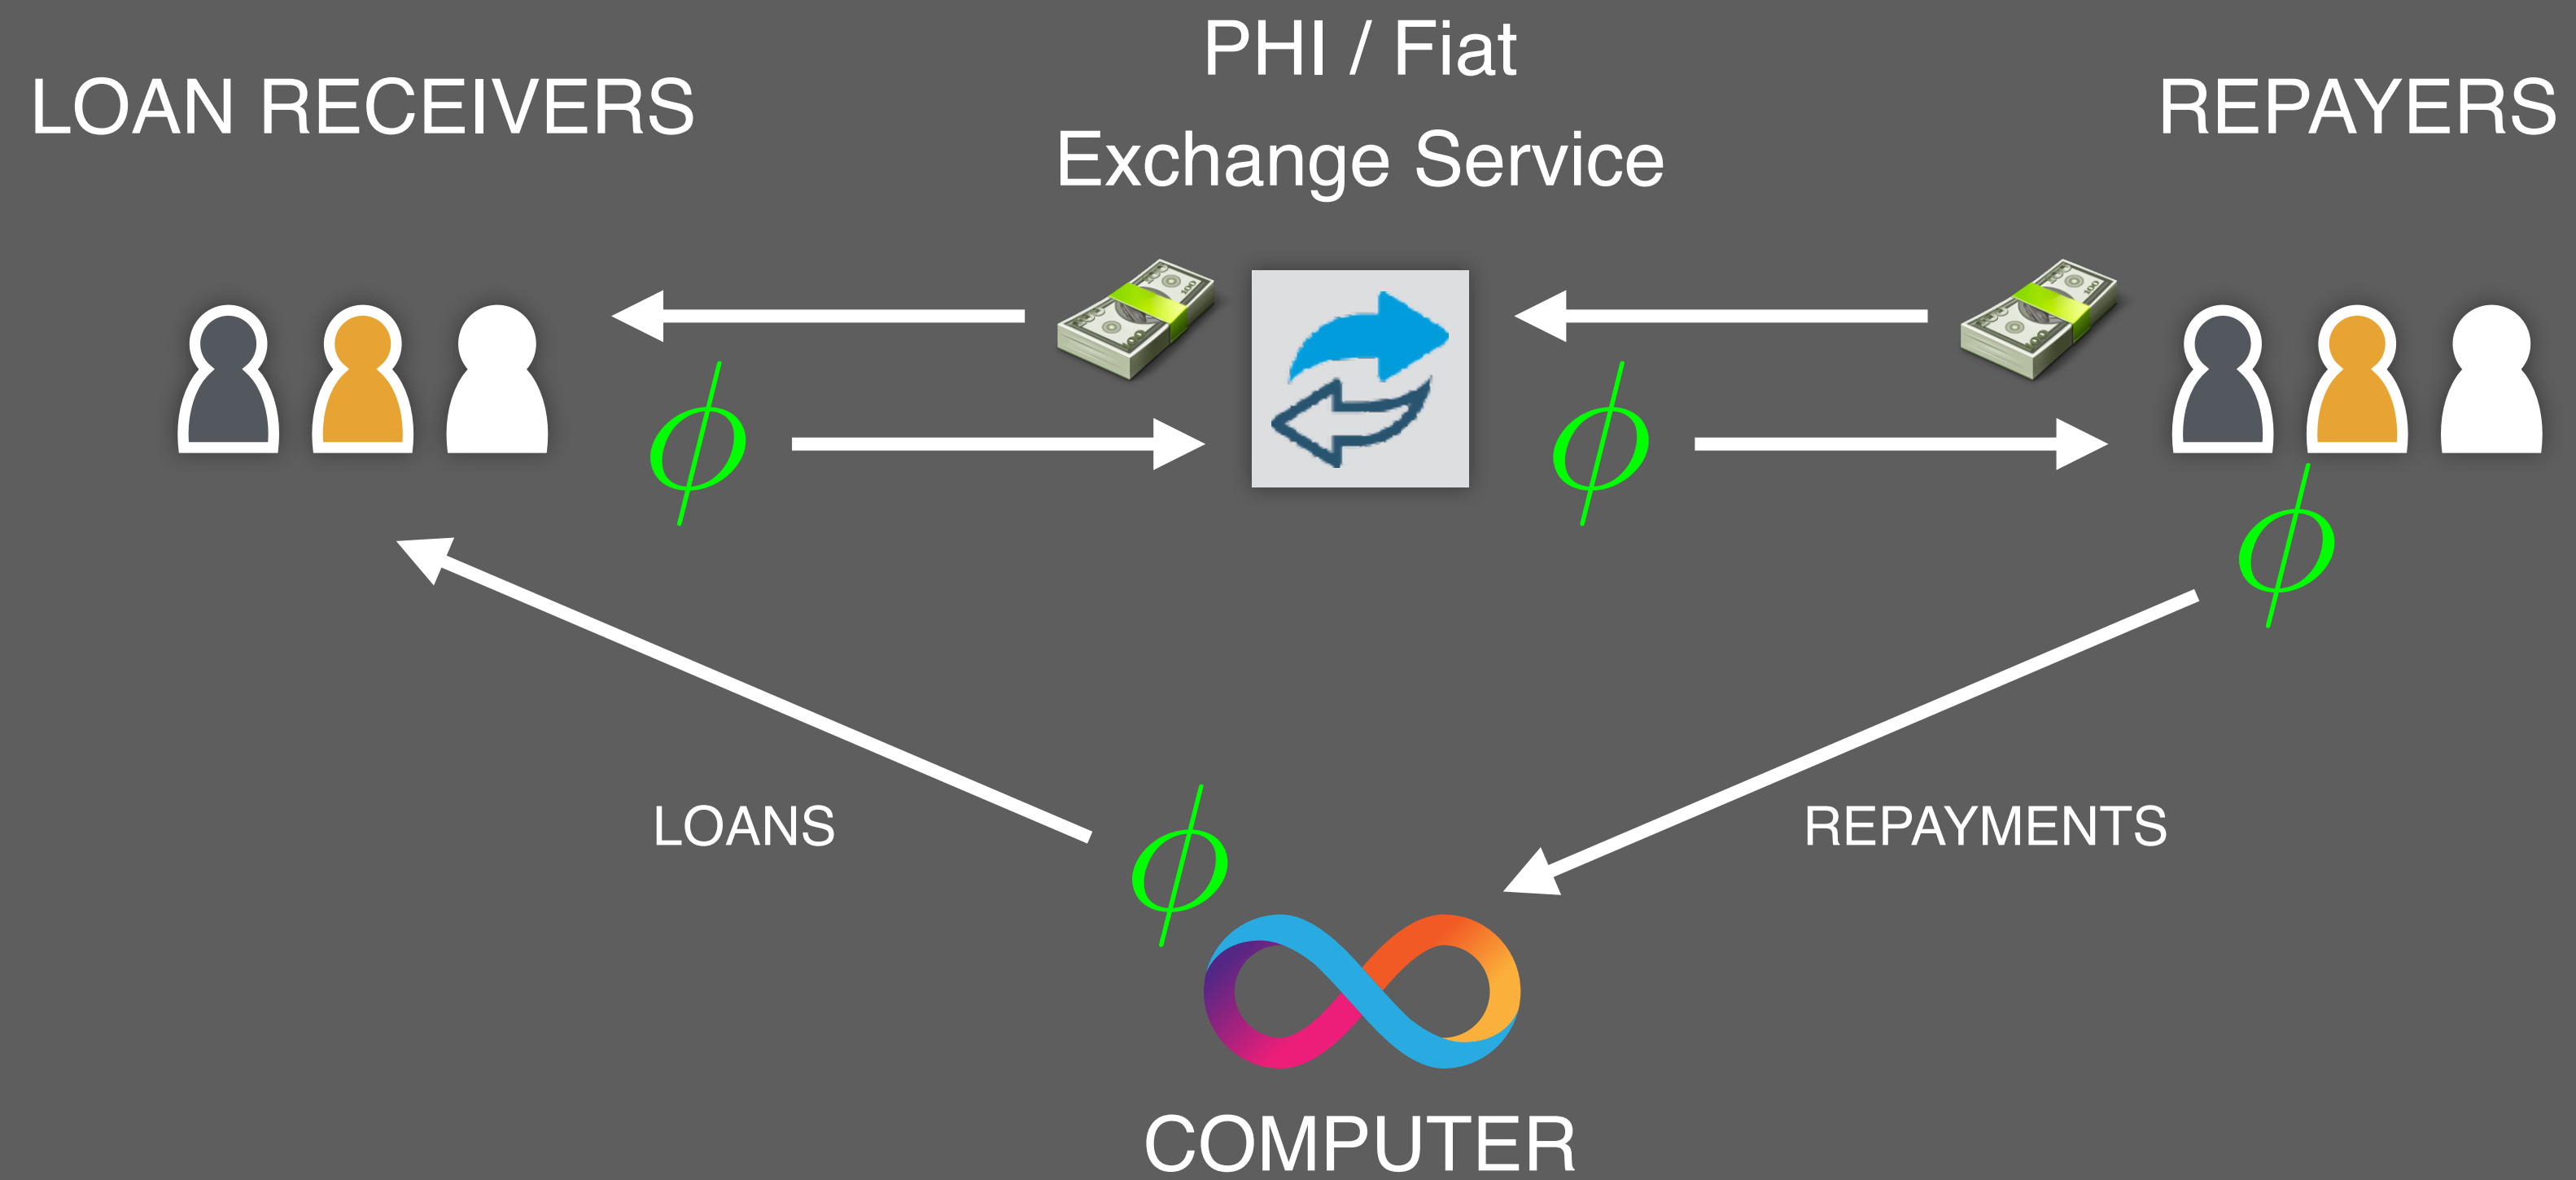 PHI / Fiat
Exchange Service
LOAN RECEIVERS
REPAYERS
ϕ
ϕ
ϕ
LOANS
ϕ
REPAYMENTS
COMPUTER